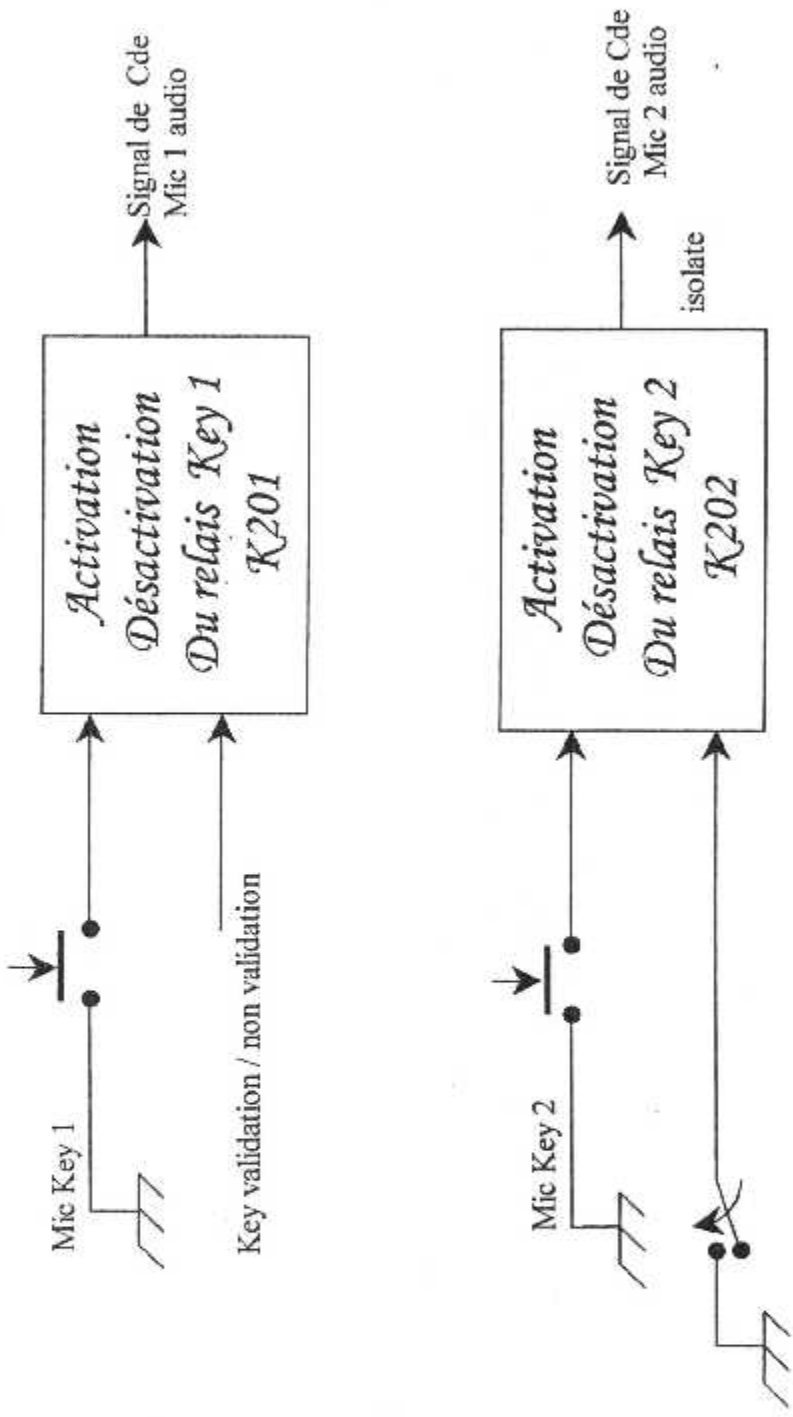 Mic Key 1
Key validation / non validation
Activation
Désactivation
Du relais Key 1
K201
Signal de Cde
Mic 1 audio
Mic Key 2
Activation
Désactivation
Du relais Key 2
K202
isolate
Signal de Cde
Mic 2 audio